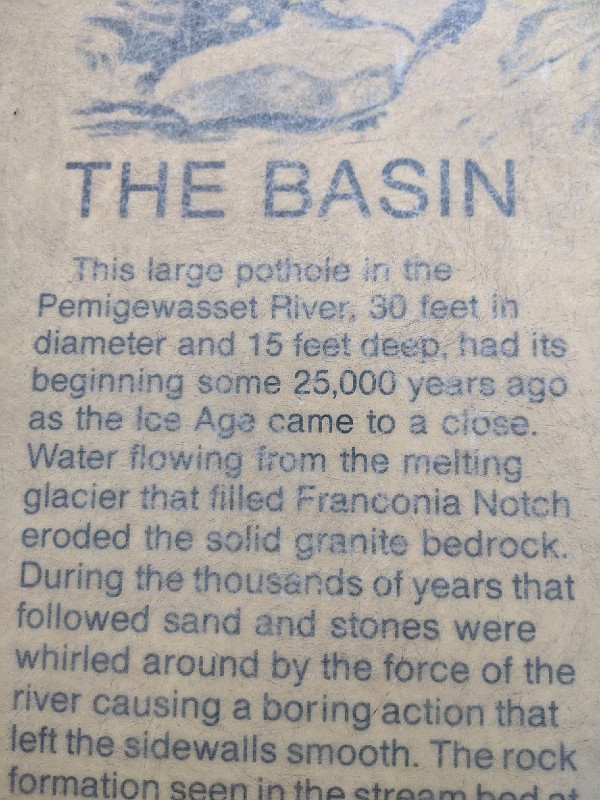 THE BASIN
This large pothole in the
Pemigewasset River, 30 feet in
diameter and 15 feet deep, had its
beginning some 25,000 years ago
as the Ice Age came to a close.
Water flowing from the melting
glacier that filled Franconia Notch
eroded the solid granite bedrock.
During the thousands of years that
followed sand and stones were
whirled around by the force of the
river causing a boring action that
left the sidewalls smooth. The rock
formation seen in the stream bed at